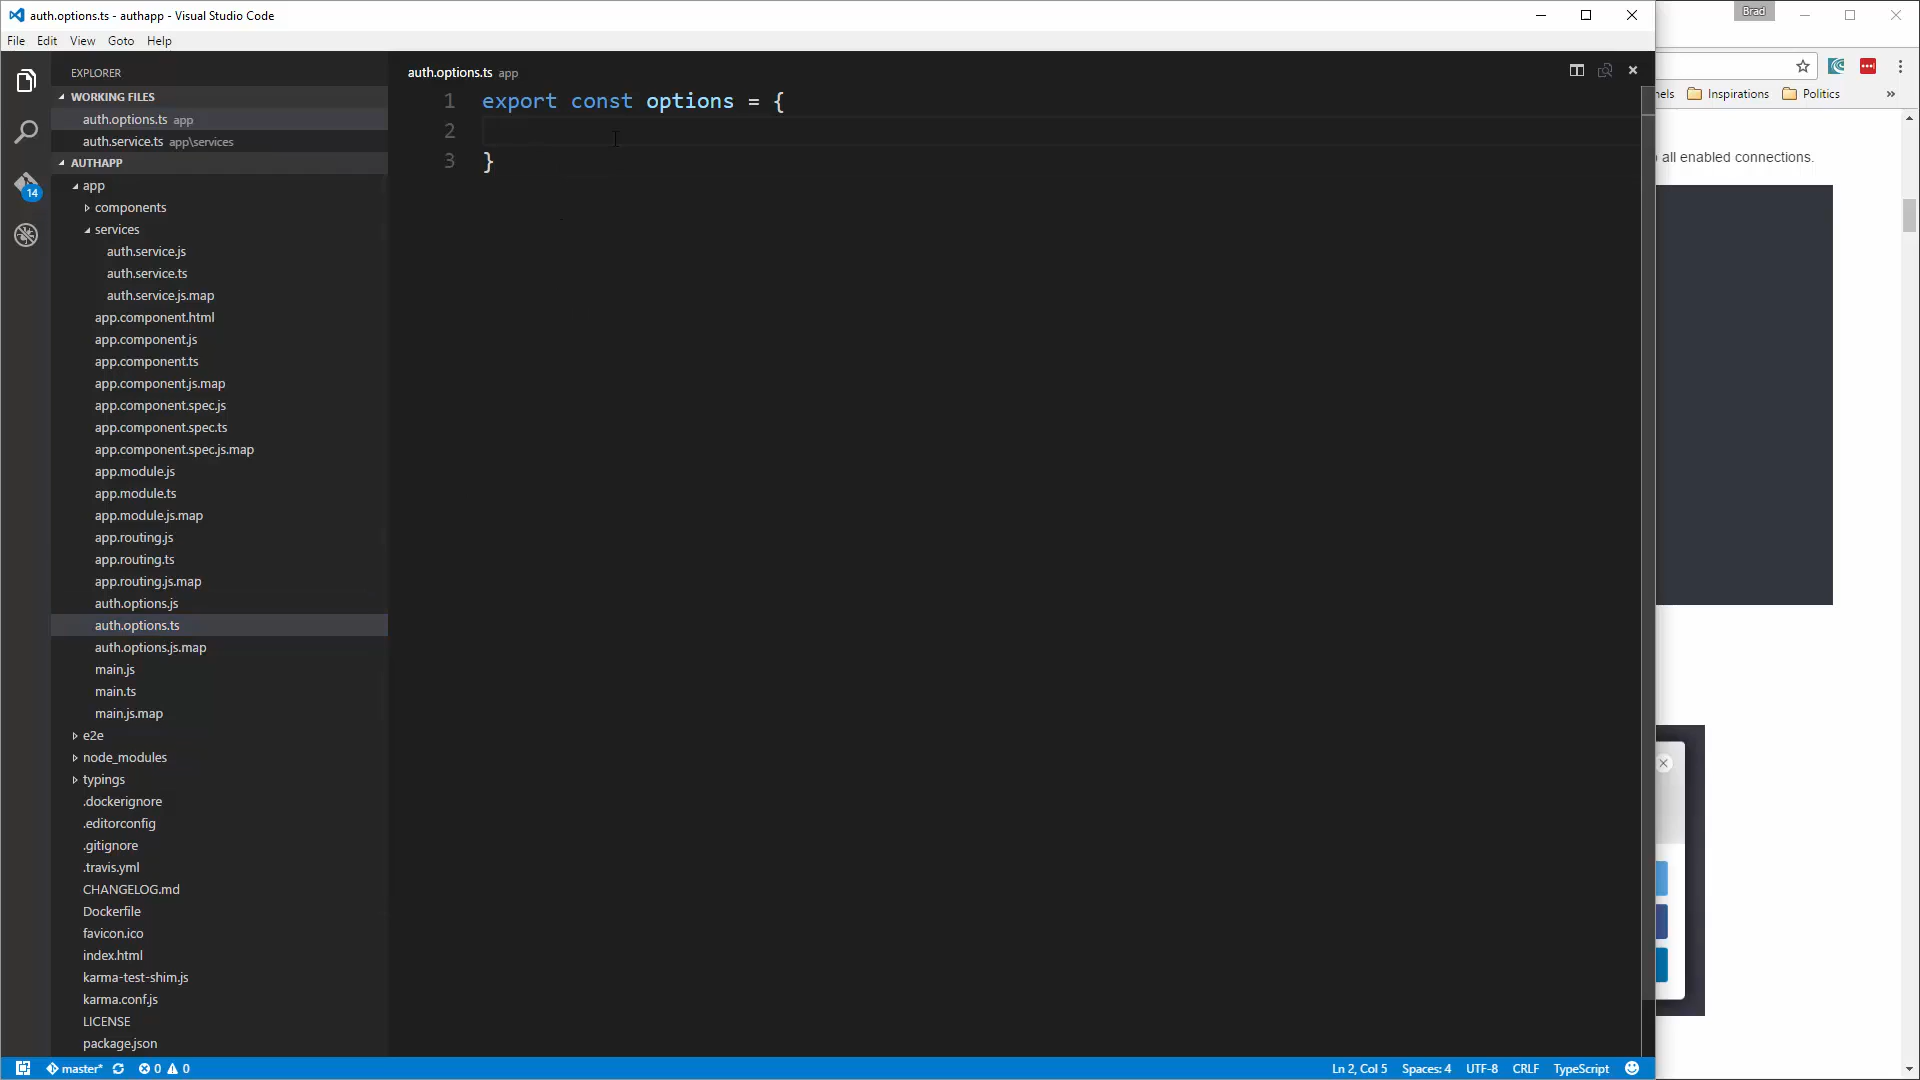 auth.options.ts - authapp - Visual Studio Code
Brad
File Edit View Goto Help
EXPLORER
WORKING FILES
auth.options.ts app
auth.service.ts app\services
AUTHAPP
app
components
services
auth.service.js
auth.service.ts
auth.service.js.map
app.component.html
app.component.js
app.component.ts
app.component.js.map
app.component.spec.js
app.component.spec.ts
app.component.spec.js.map
app.module.js
app.module.ts
app.module.js.map
app.routing.js
app.routing.ts
app.routing.js.map
auth.options.js
auth.options.ts
auth.options.js.map
main.js
main.ts
main.js.map
e2e
node_modules
typings
.dockerignore
.editorconfig
.gitignore
.travis.yml
CHANGELOG.md
Dockerfile
favicon.ico
index.html
karma-test-shim.js
karma.conf.js
LICENSE
package.json
14
auth.options.ts app
1 export const options = {
2
3 }
nels Inspirations Politics »
all enabled connections.
master* 0 0 Ln 2, Col 5 Spaces: 4 UTF-8 CRLF TypeScript